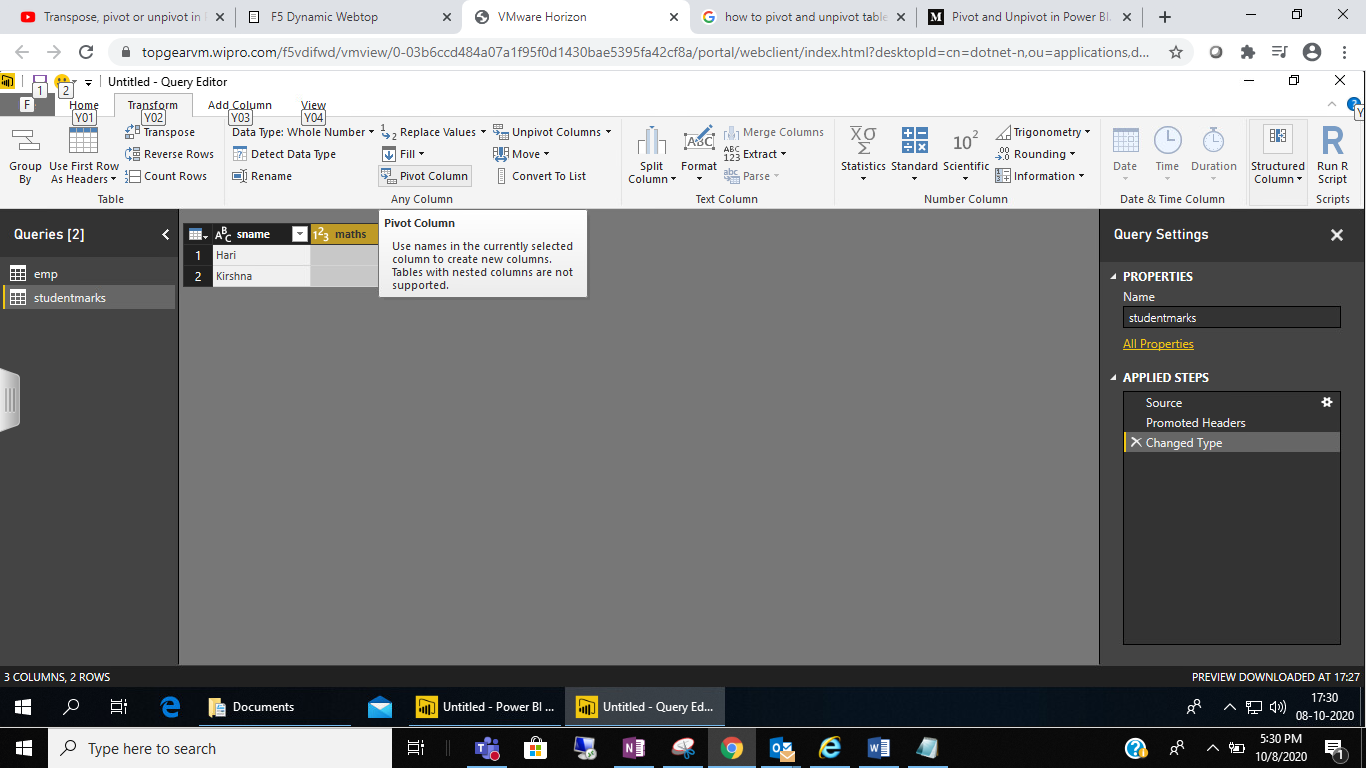 Transpose, pivot or unpivot in
F5 Dynamic Webtop
VMware Horizon
how to pivot and unpivot table
Pivot and Unpivot in Power BI.
topgearvm.wipro.com/f5vdifwd/vmview/0-03b6ccd484a07a1f95f0d1430bae5395fa42cf8a/portal/webclient/index.html?desktopId=cn=dotnet-n,ou=applications,d...
1
2
Untitled - Query Editor
F
Home
Transform
Add Column
View
Y01
Y02
Y03
Y04
Y
Group By
Use First Row As Headers
Transpose
Reverse Rows
Count Rows
Table
Data Type: Whole Number
Detect Data Type
Rename
Replace Values
Fill
Pivot Column
Unpivot Columns
Move
Convert To List
Any Column
Split Column
Format
Merge Columns
Extract
Parse
Text Column
Statistics
Standard
Scientific
Trigonometry
Rounding
Information
Number Column
Date
Time
Duration
Date & Time Column
Structured Column
Run R Script
Scripts
Queries [2]
emp
studentmarks
sname
maths
1
Hari
2
Kirshna
Pivot Column
Use names in the currently selected
column to create new columns.
Tables with nested columns are not
supported.
Query Settings
PROPERTIES
Name
studentmarks
All Properties
APPLIED STEPS
Source
Promoted Headers
Changed Type
3 COLUMNS, 2 ROWS
PREVIEW DOWNLOADED AT 17:27
Documents
Untitled - Power BI ...
Untitled - Query Ed...
17:30
08-10-2020
Type here to search
5:30 PM
10/8/2020
1